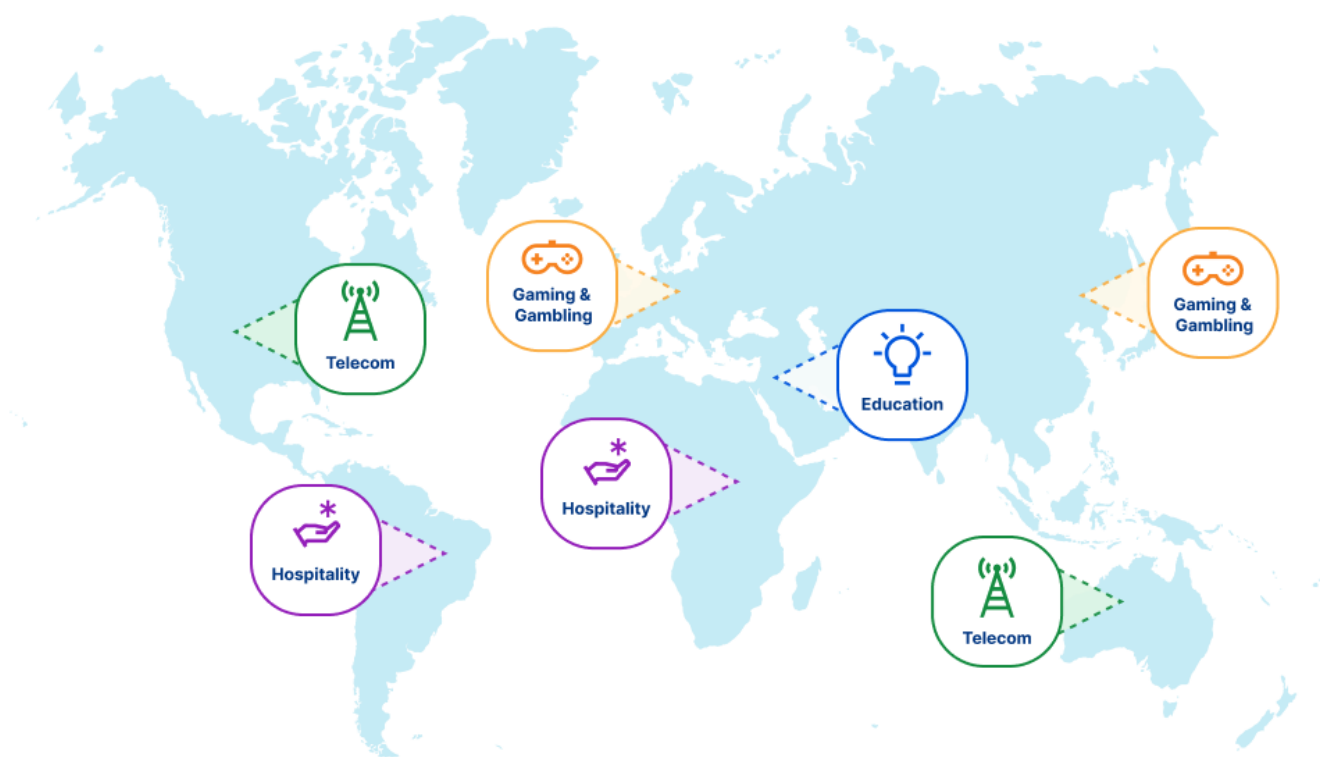 Gaming &
Gambling
Gaming &
Gambling
Telecom
Education
Hospitality
Hospitality
Telecom